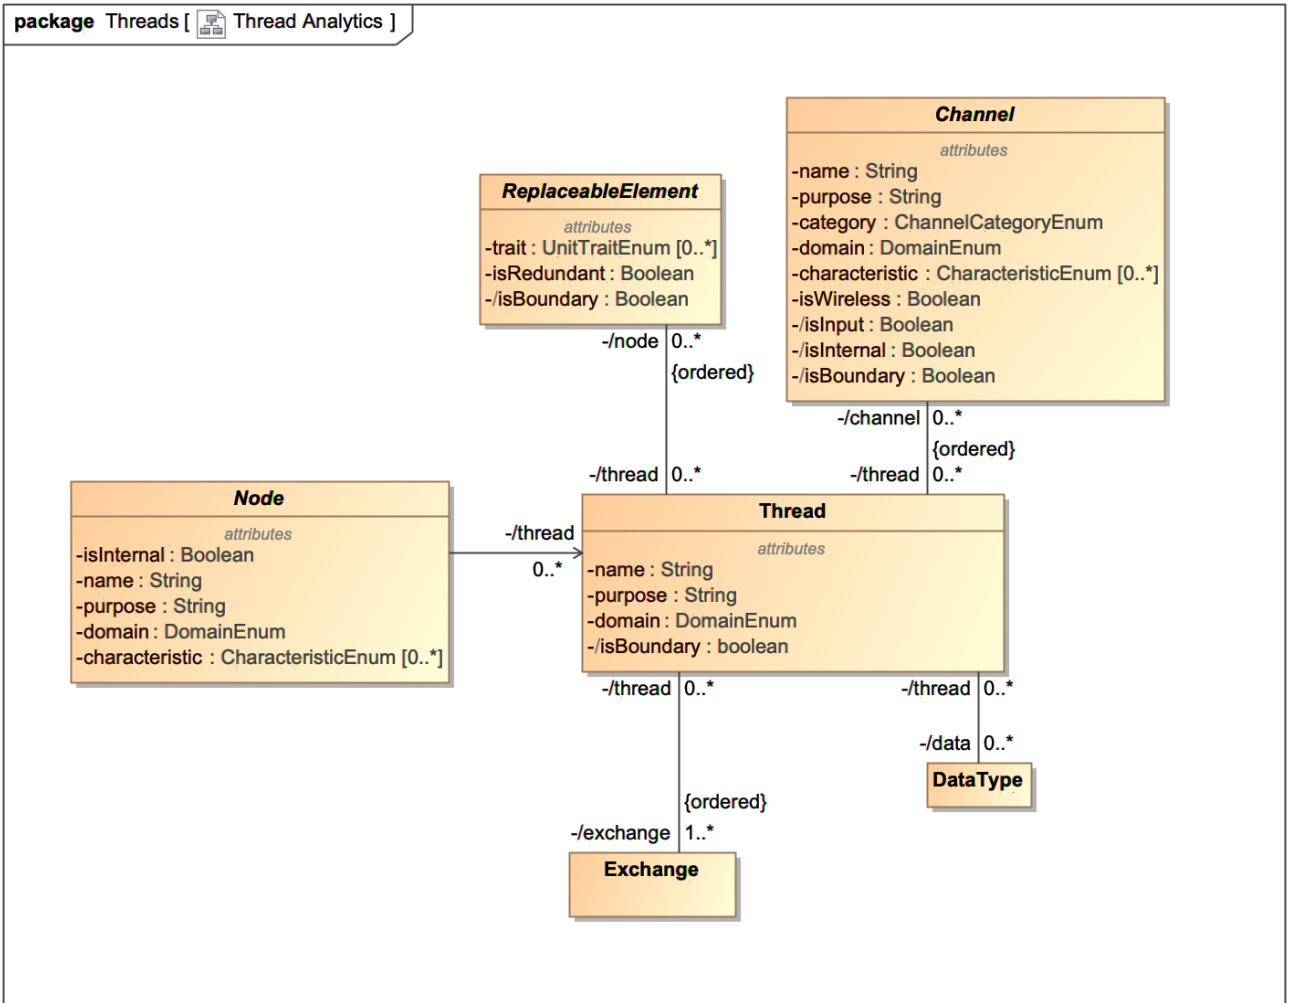 package Threads [ Thread Analytics ]
Channel
attributes
-name : String
-purpose : String
-category : ChannelCategoryEnum
-domain : DomainEnum
-characteristic : CharacteristicEnum [0..*]
-isWireless : Boolean
-/isInput : Boolean
-/isInternal : Boolean
-/isBoundary : Boolean
ReplaceableElement
attributes
-trait : UnitTraitEnum [0..*]
-isRedundant : Boolean
-/isBoundary : Boolean
-/node 0..*
{ordered}
-/thread 0..*
-/channel 0..*
{ordered}
-/thread 0..*
Node
attributes
-isInternal : Boolean
-name : String
-purpose : String
-domain : DomainEnum
-characteristic : CharacteristicEnum [0..*]
-/thread
0..*
Thread
attributes
-name : String
-purpose : String
-domain : DomainEnum
-/isBoundary : boolean
-/thread 0..*
{ordered}
-/exchange 1..*
Exchange
-/thread 0..*
-/data 0..*
DataType